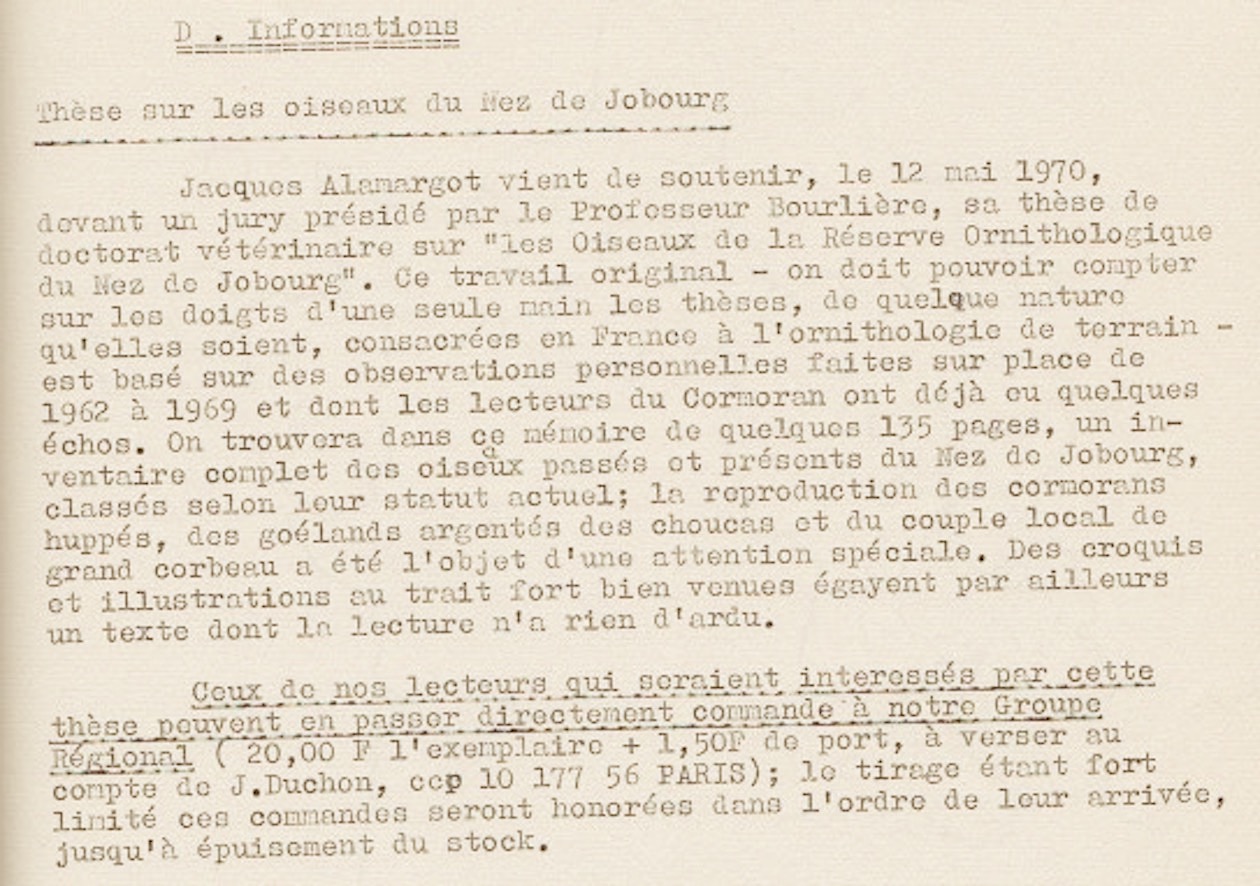 D . Informations
Thèse sur les oiseaux du Nez de Jobourg
Jacques Alamargot vient de soutenir, le 12 mai 1970,
devant un jury présidé par le Professeur Bourlière, sa thèse de
doctorat vétérinaire sur "les Oiseaux de la Réserve Ornithologique
du Nez de Jobourg". Ce travail original - on doit pouvoir compter
sur les doigts d'une seule main les thèses, de quelque nature
qu'elles soient, consacrées en France à l'ornithologie de terrain -
est basé sur des observations personnelles faites sur place de
1962 à 1969 et dont les lecteurs du Cormoran ont déjà eu quelques
échos. On trouvera dans ce mémoire de quelques 135 pages, un in-
ventaire complet des oiseaux passés et présents du Nez de Jobourg,
classés selon leur statut actuel; la reproduction des cormorans
huppés, des goélands argentés des choucas et du couple local de
grand corbeau a été l'objet d'une attention spéciale. Des croquis
et illustrations au trait fort bien venues égayent par ailleurs
un texte dont la lecture n'a rien d'ardu.
Ceux de nos lecteurs qui seraient interessés par cette
thèse peuvent en passer directement commande à notre Groupe
Régional ( 20,00 F l'exemplaire + 1,50F de port, à verser au
compte de J.Duchon, ccp 10 177 56 PARIS); le tirage étant fort
limité ces commandes seront honorées dans l'ordre de leur arrivée,
jusqu'à épuisement du stock.